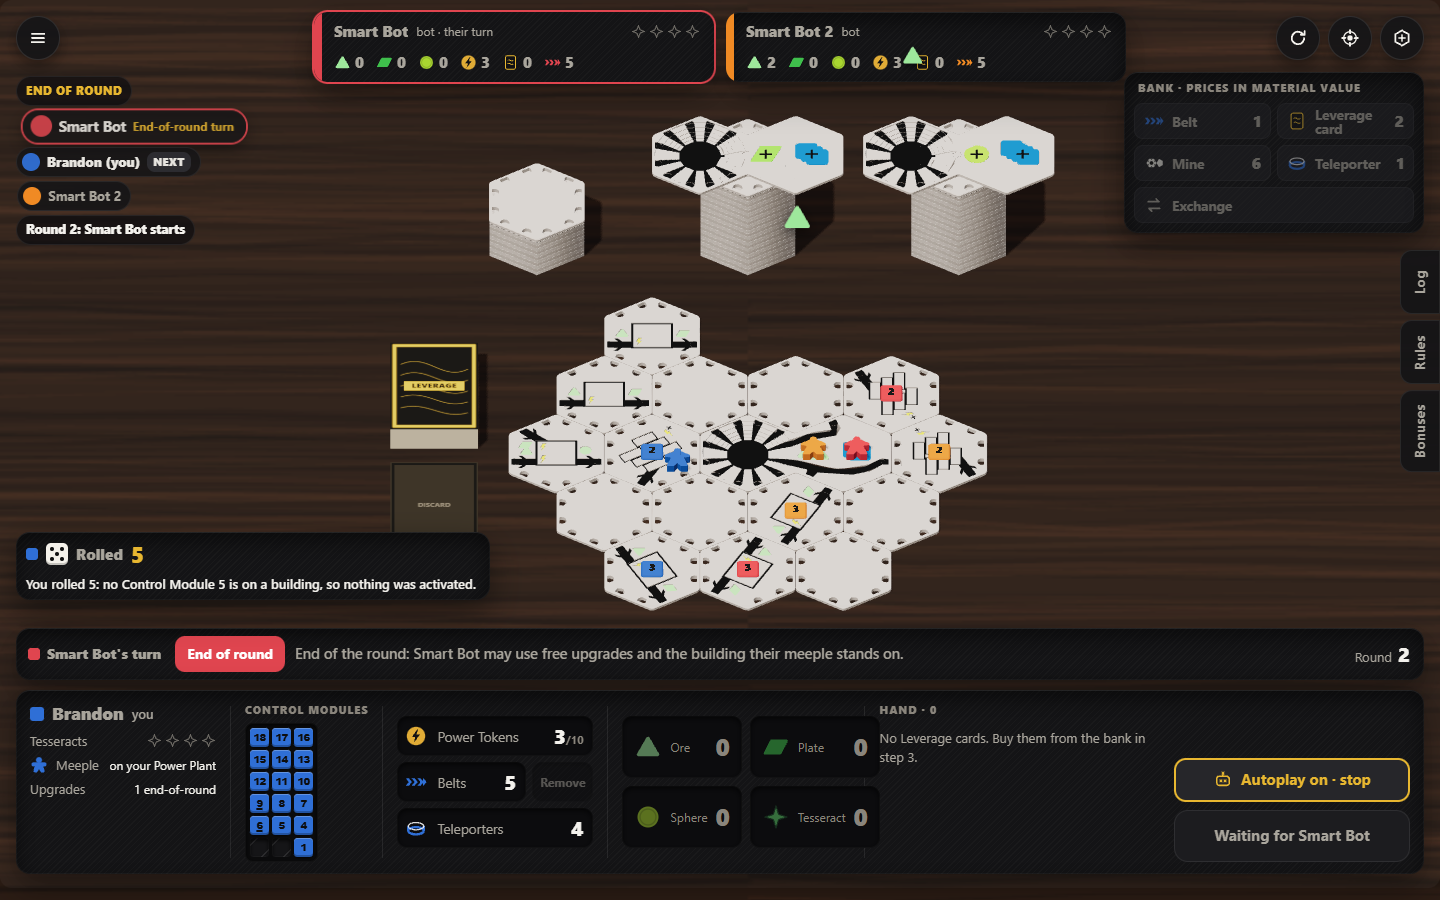 Smart Bot bot · their turn
0 0 0 3 0 5
Smart Bot 2 bot
2 0 0 3 0 5
END OF ROUND
Smart Bot End-of-round turn
Brandon (you) NEXT
Smart Bot 2
Round 2: Smart Bot starts
BANK · PRICES IN MATERIAL VALUE
Belt 1
Leverage card 2
Mine 6
Teleporter 1
Exchange
Log
Rules
Bonuses
LEVERAGE
DISCARD
2
2
2
3
3
3
Rolled 5
You rolled 5: no Control Module 5 is on a building, so nothing was activated.
Smart Bot's turn End of round End of the round: Smart Bot may use free upgrades and the building their meeple stands on. Round 2
Brandon you
Tesseracts
Meeple on your Power Plant
Upgrades 1 end-of-round
CONTROL MODULES
18 17 16
15 14 13
12 11 10
9 8 7
6 5 4
1
Power Tokens 3/10
Belts 5 Remove
Teleporters 4
Ore 0 Plate 0
Sphere 0 Tesseract 0
HAND · 0
No Leverage cards. Buy them from the bank in
step 3.
Autoplay on · stop
Waiting for Smart Bot